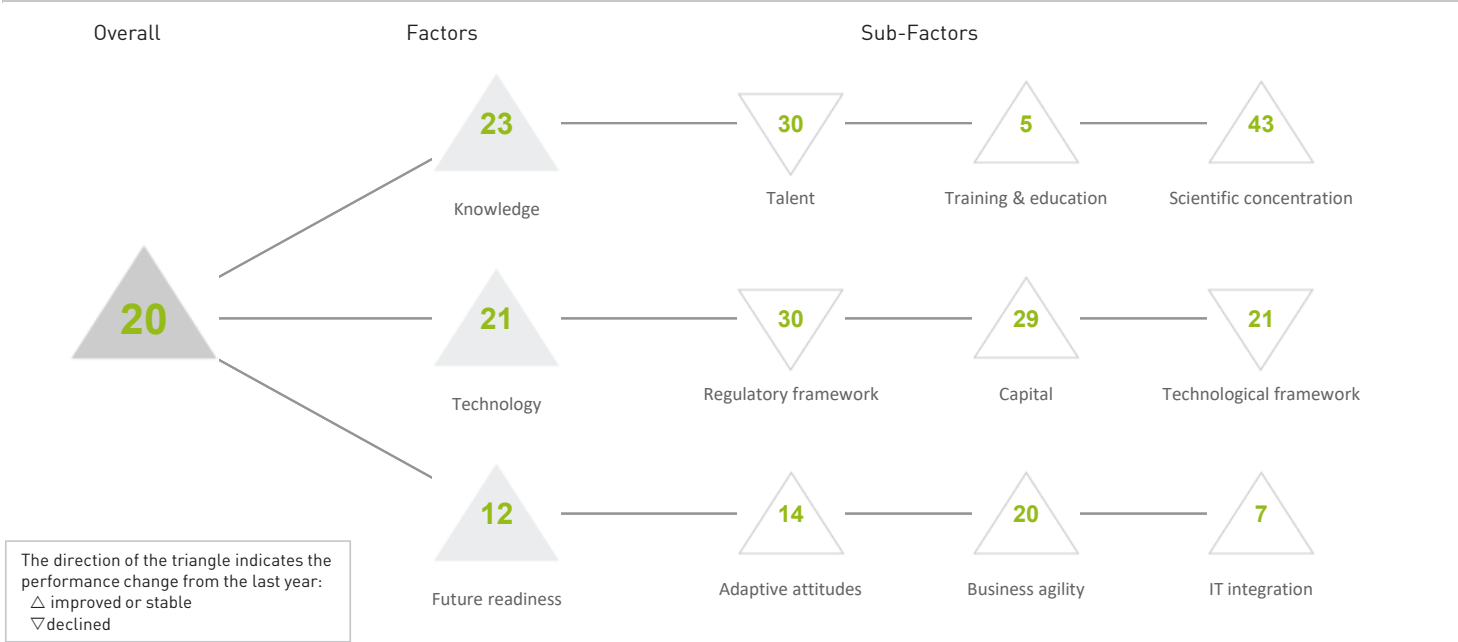 Overall Factors Sub-Factors
23 30 5 43
Knowledge Talent Training & education Scientific concentration
20 21 30 29 21
Technology Regulatory framework Capital Technological framework
12 14 20 7
Future readiness Adaptive attitudes Business agility IT integration
The direction of the triangle indicates the
performance change from the last year:
△ improved or stable
▽ declined